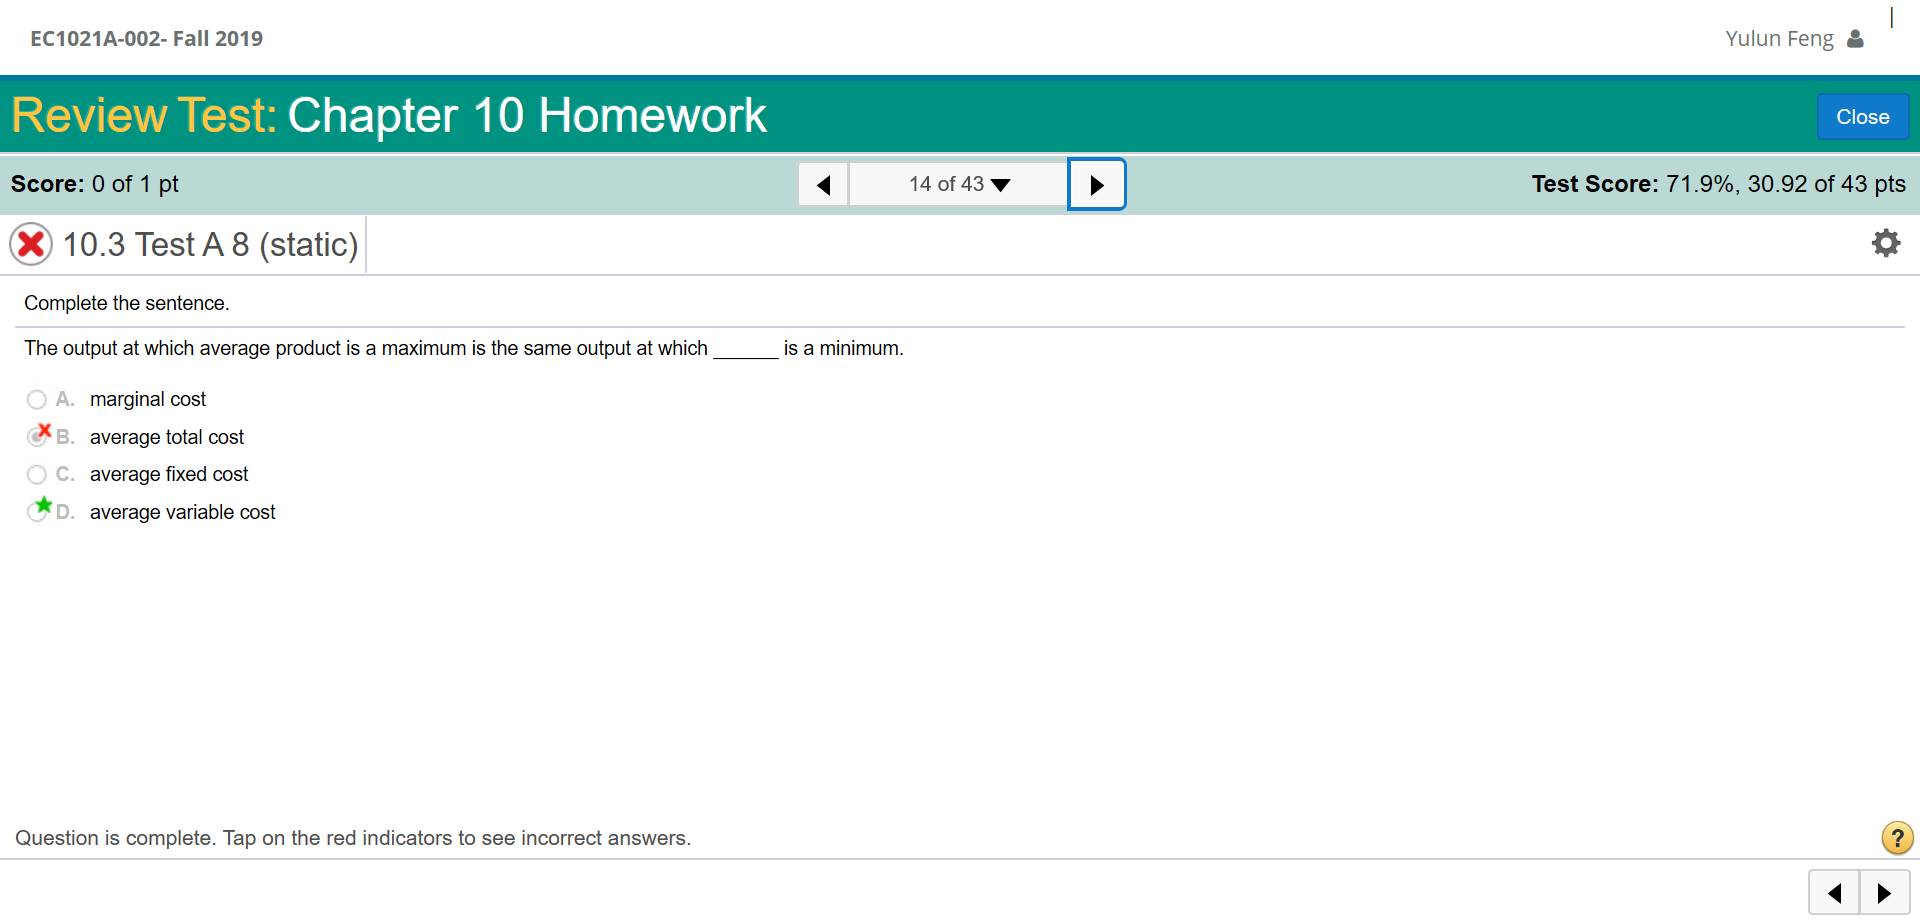 EC1021A-002- Fall 2019
Yulun Feng
Review Test: Chapter 10 Homework
Close
Score: 0 of 1 pt
14 of 43
Test Score: 71.9%, 30.92 of 43 pts
10.3 Test A 8 (static)
Complete the sentence.
The output at which average product is a maximum is the same output at which ______ is a minimum.
A. marginal cost
B. average total cost
C. average fixed cost
D. average variable cost
Question is complete. Tap on the red indicators to see incorrect answers.
?